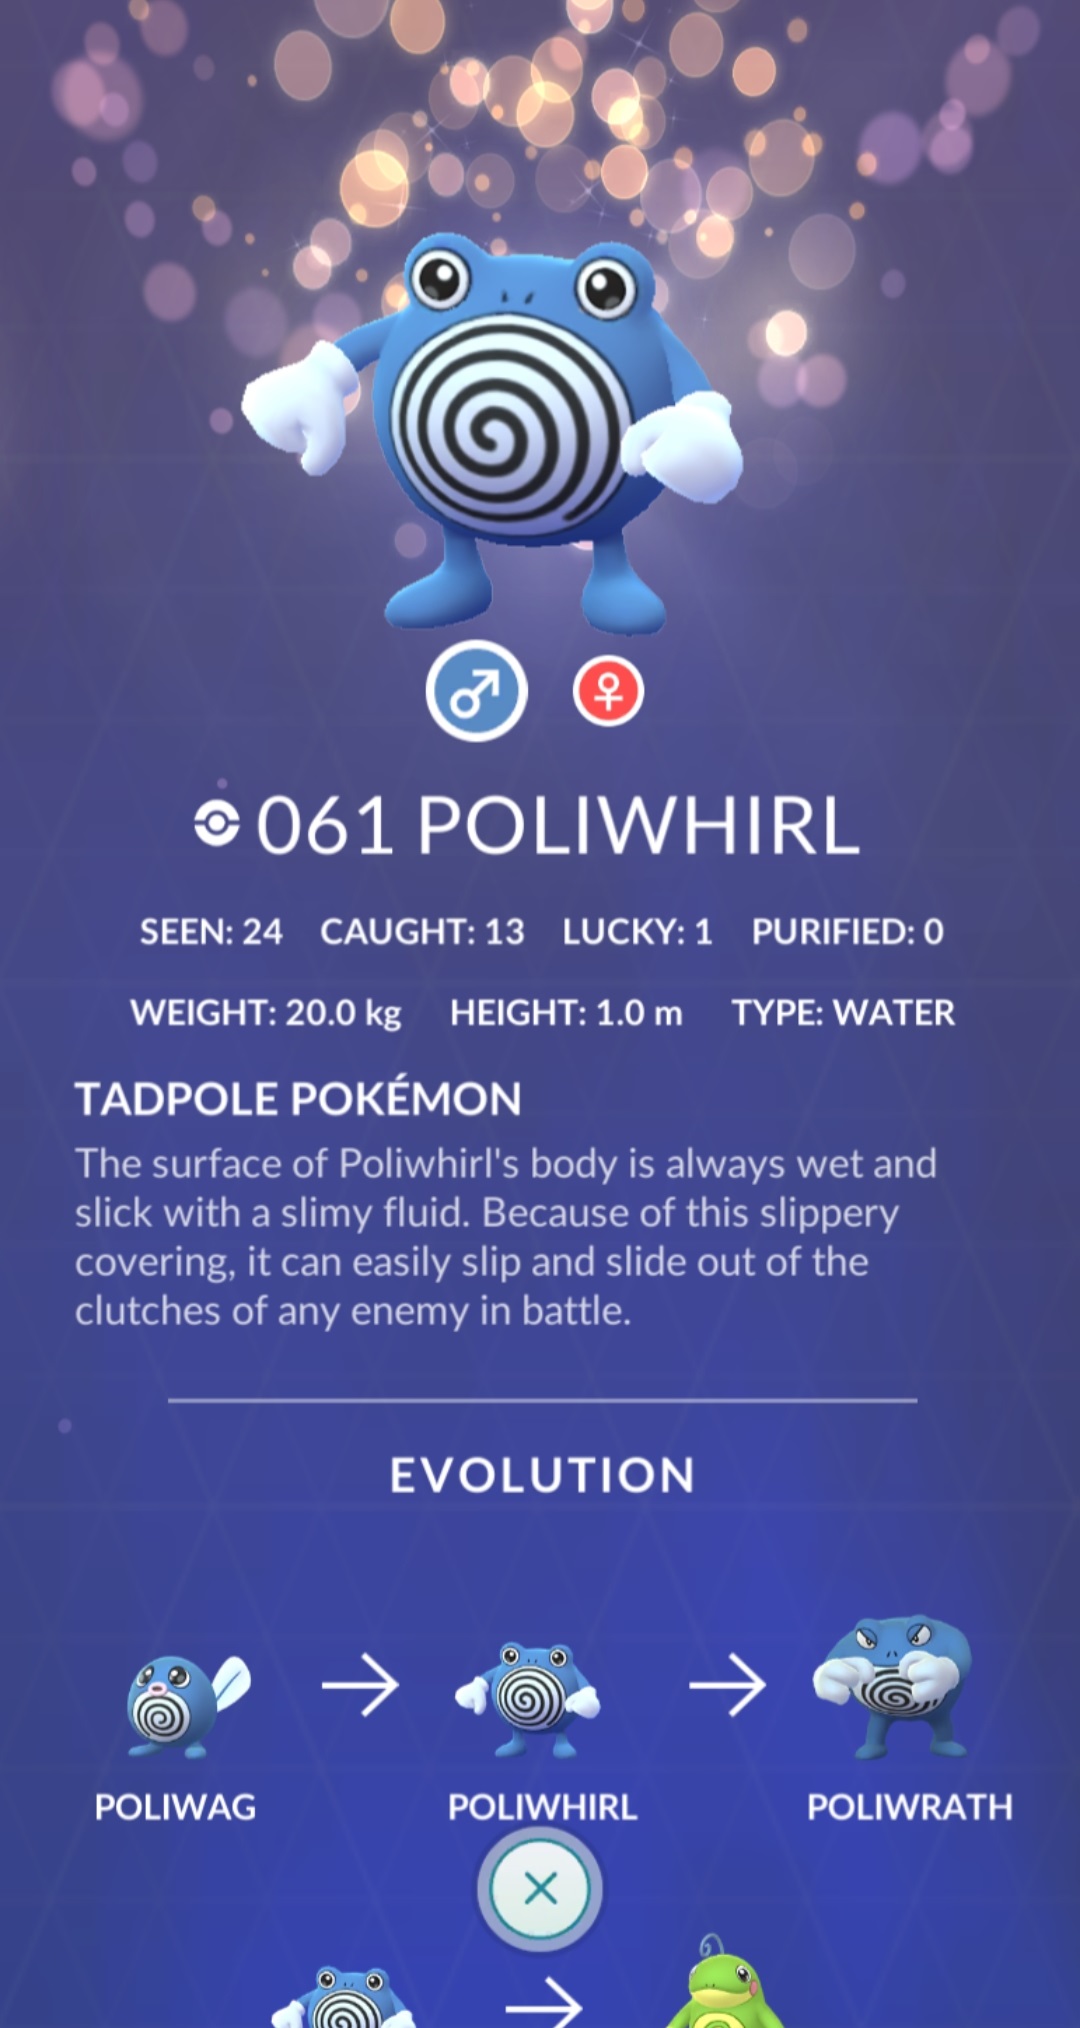 061 POLIWHIRL
SEEN: 24 CAUGHT: 13 LUCKY: 1 PURIFIED: 0
WEIGHT: 20.0 kg HEIGHT: 1.0 m TYPE: WATER
TADPOLE POKÉMON
The surface of Poliwhirl's body is always wet and
slick with a slimy fluid. Because of this slippery
covering, it can easily slip and slide out of the
clutches of any enemy in battle.
EVOLUTION
POLIWAG
POLIWHIRL
POLIWRATH